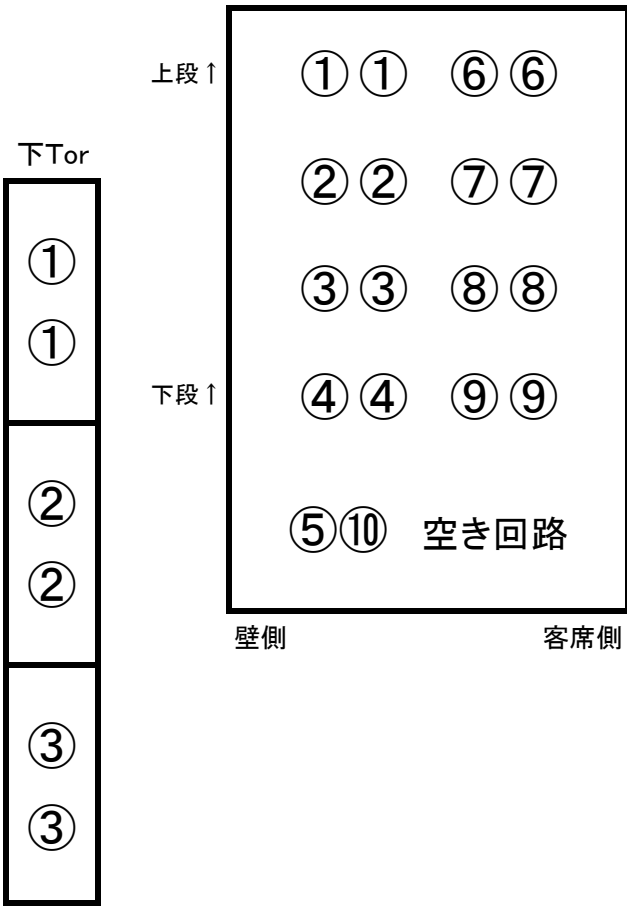 上段↑ ①① ⑥⑥
②② ⑦⑦
③③ ⑧⑧
下段↑ ④④ ⑨⑨
⑤⑩ 空き回路
壁側 客席側
下Tor
①
①
②
②
③
③